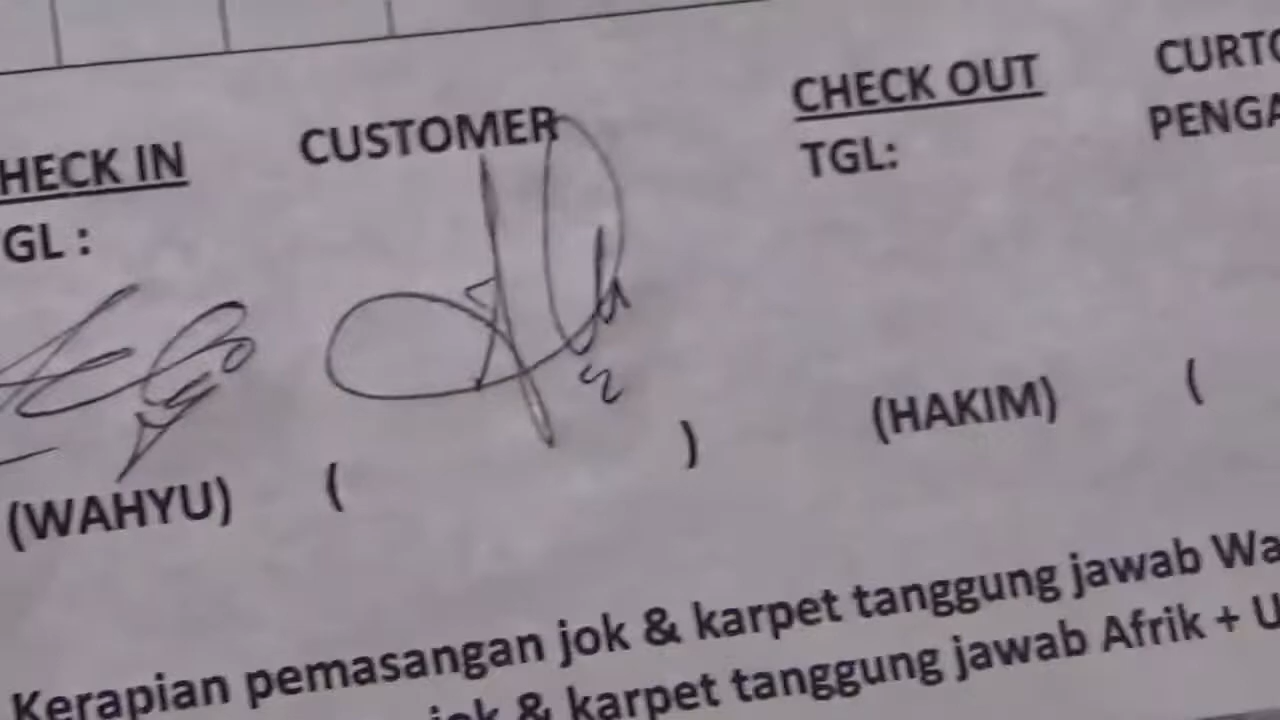 HECK IN CUSTOMER CHECK OUT CURTO
GL : TGL: PENGA
(WAHYU) ( ) (HAKIM) (
Kerapian pemasangan jok & karpet tanggung jawab Wa
jok & karpet tanggung jawab Afrik + U